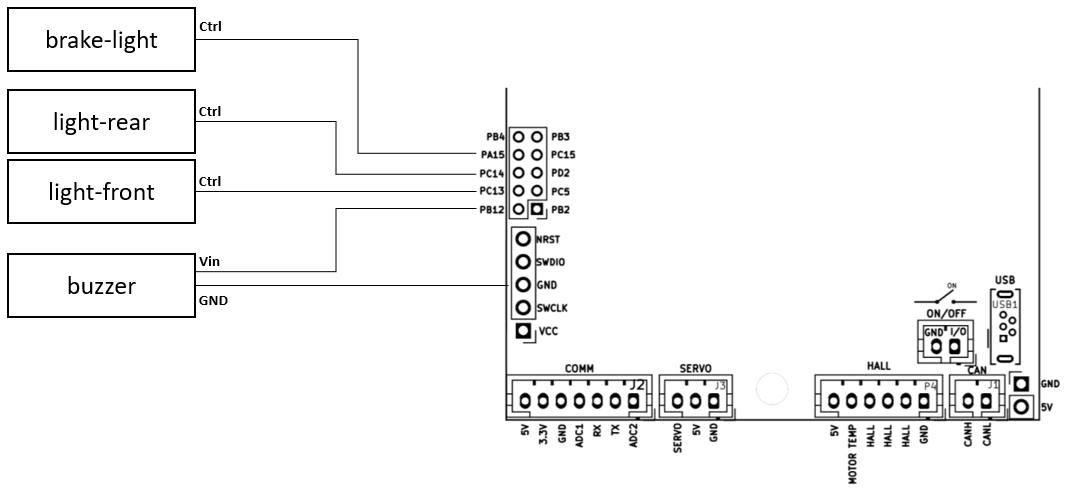 brake-light
Ctrl
light-rear
Ctrl
light-front
Ctrl
buzzer
Vin
GND
PB4 PB3
PA15 PC15
PC14 PD2
PC13 PC5
PB12 PB2
NRST
SWDIO
GND
SWCLK
VCC
USB
USB1
ON
ON/OFF
GND I/O
COMM
J2
5V
3.3V
GND
ADC1
RX
TX
ADC2
SERVO
J3
SERVO
5V
GND
HALL
P4
5V
MOTOR TEMP
HALL
HALL
HALL
GND
CAN
J1
CANH
CANL
GND
5V